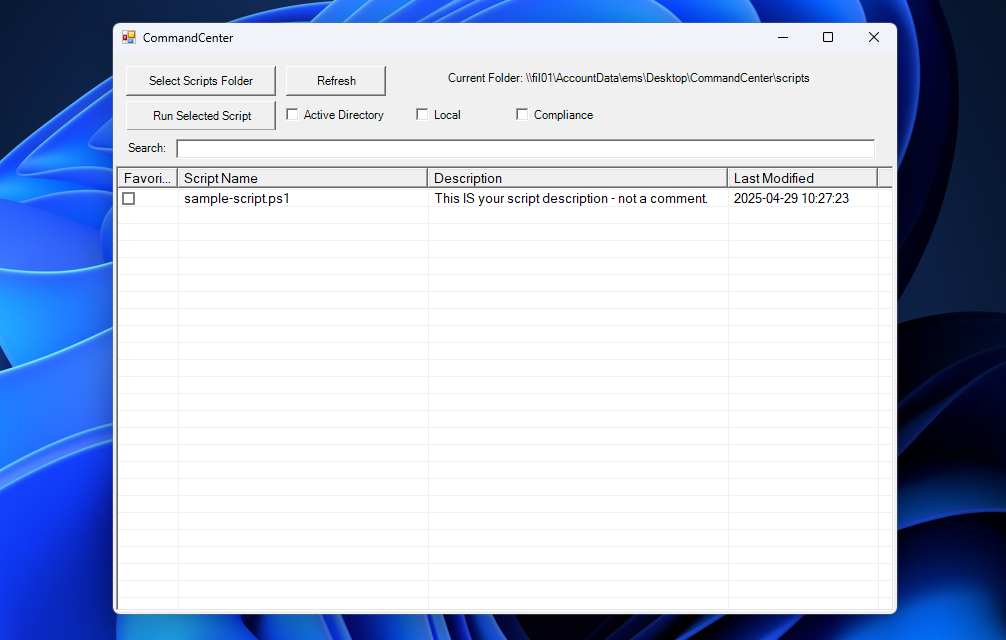 CommandCenter
Select Scripts Folder Refresh Current Folder: \\fil01\AccountData\ems\Desktop\CommandCenter\scripts
Run Selected Script Active Directory Local Compliance
Search:
Favori... Script Name Description Last Modified
sample-script.ps1 This IS your script description - not a comment. 2025-04-29 10:27:23